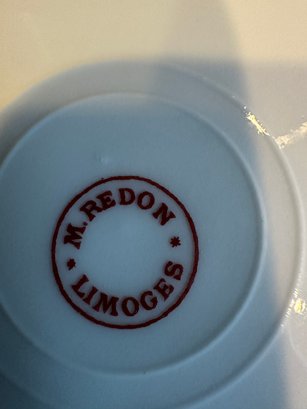 M. REDON
* LIMOGES *